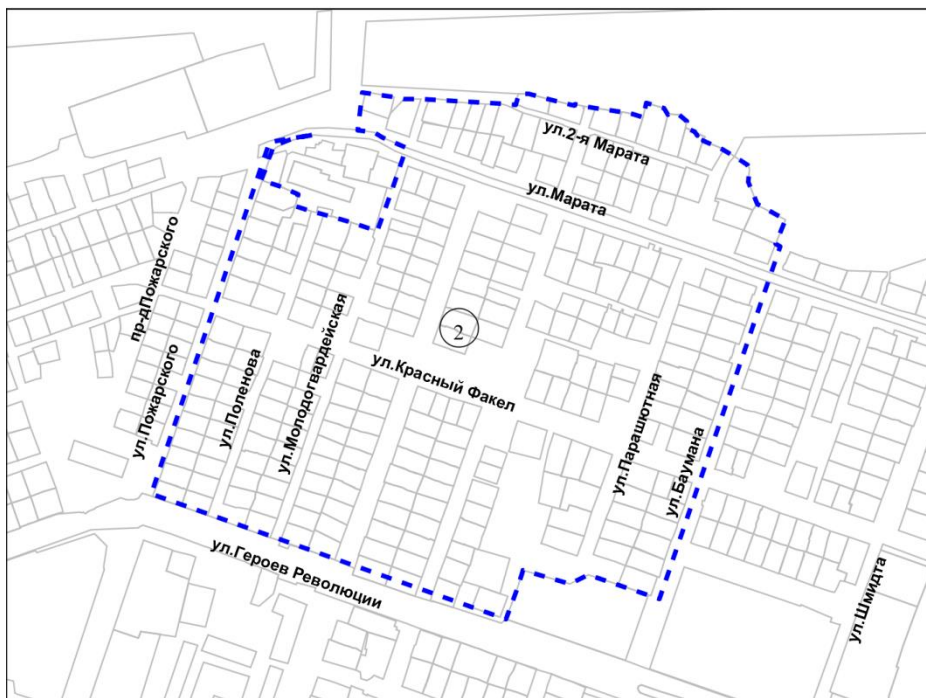 ул.2-я Марата
ул.Марата
пр-дПожарского
2
ул.Молодогвардейская
ул.Поленова
ул.Красный Факел
ул.Пожарского
ул.Парашютная
ул.Баумана
ул.Героев Революции
ул.Шмидта